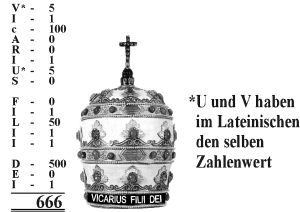 V* - 5
I - 1
c - 100
A - 0
R - 0
I - 1
U* - 5
S - 0
F - 0
I - 1
L - 50
I - 1
I - 1
D - 500
E - 0
I - 1
666
VICARIUS FILII DEI
*U und V haben
im Lateinischen
den selben
Zahlenwert